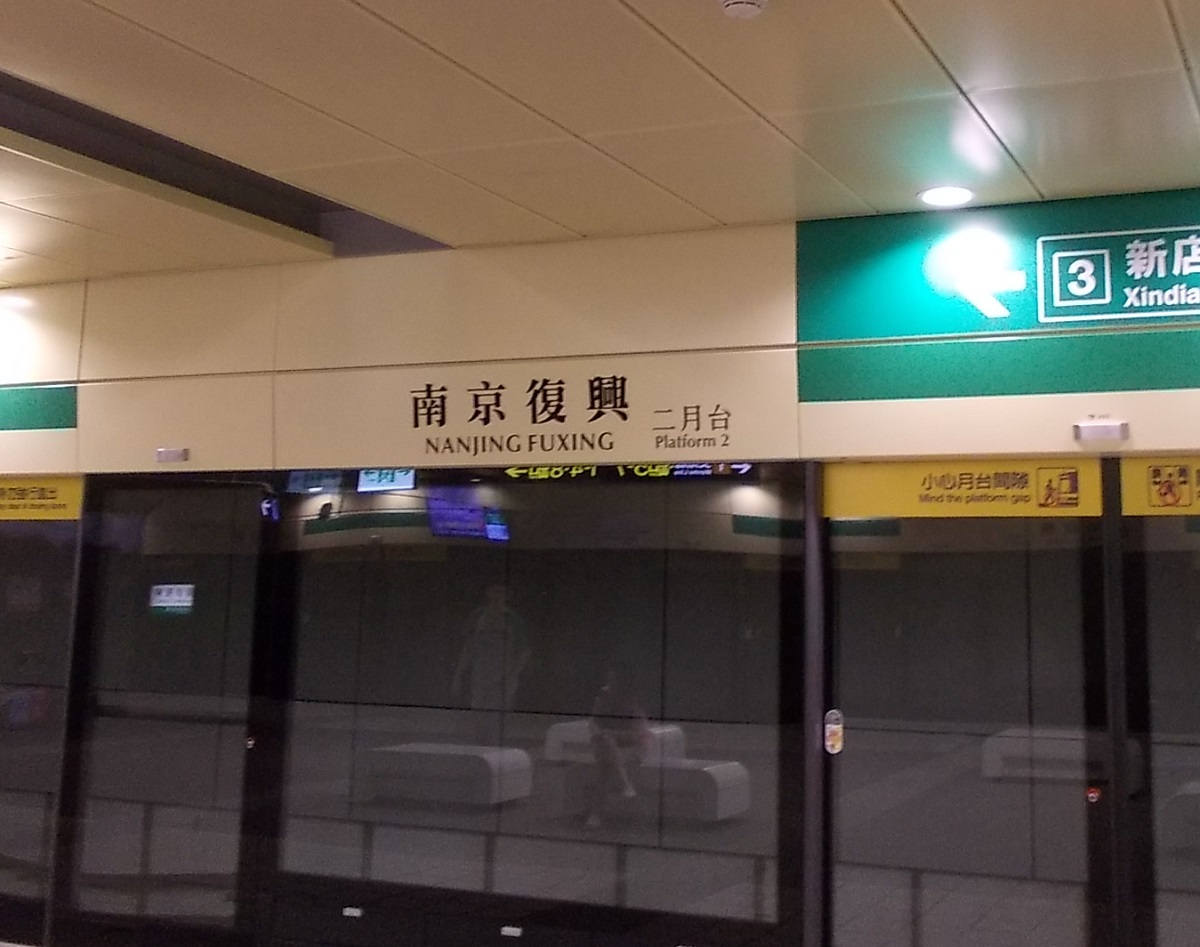 3
新店
Xindia
南京復興
NANJING FUXING
二月台
Platform 2
小心月台間隙
Mind the platform gap